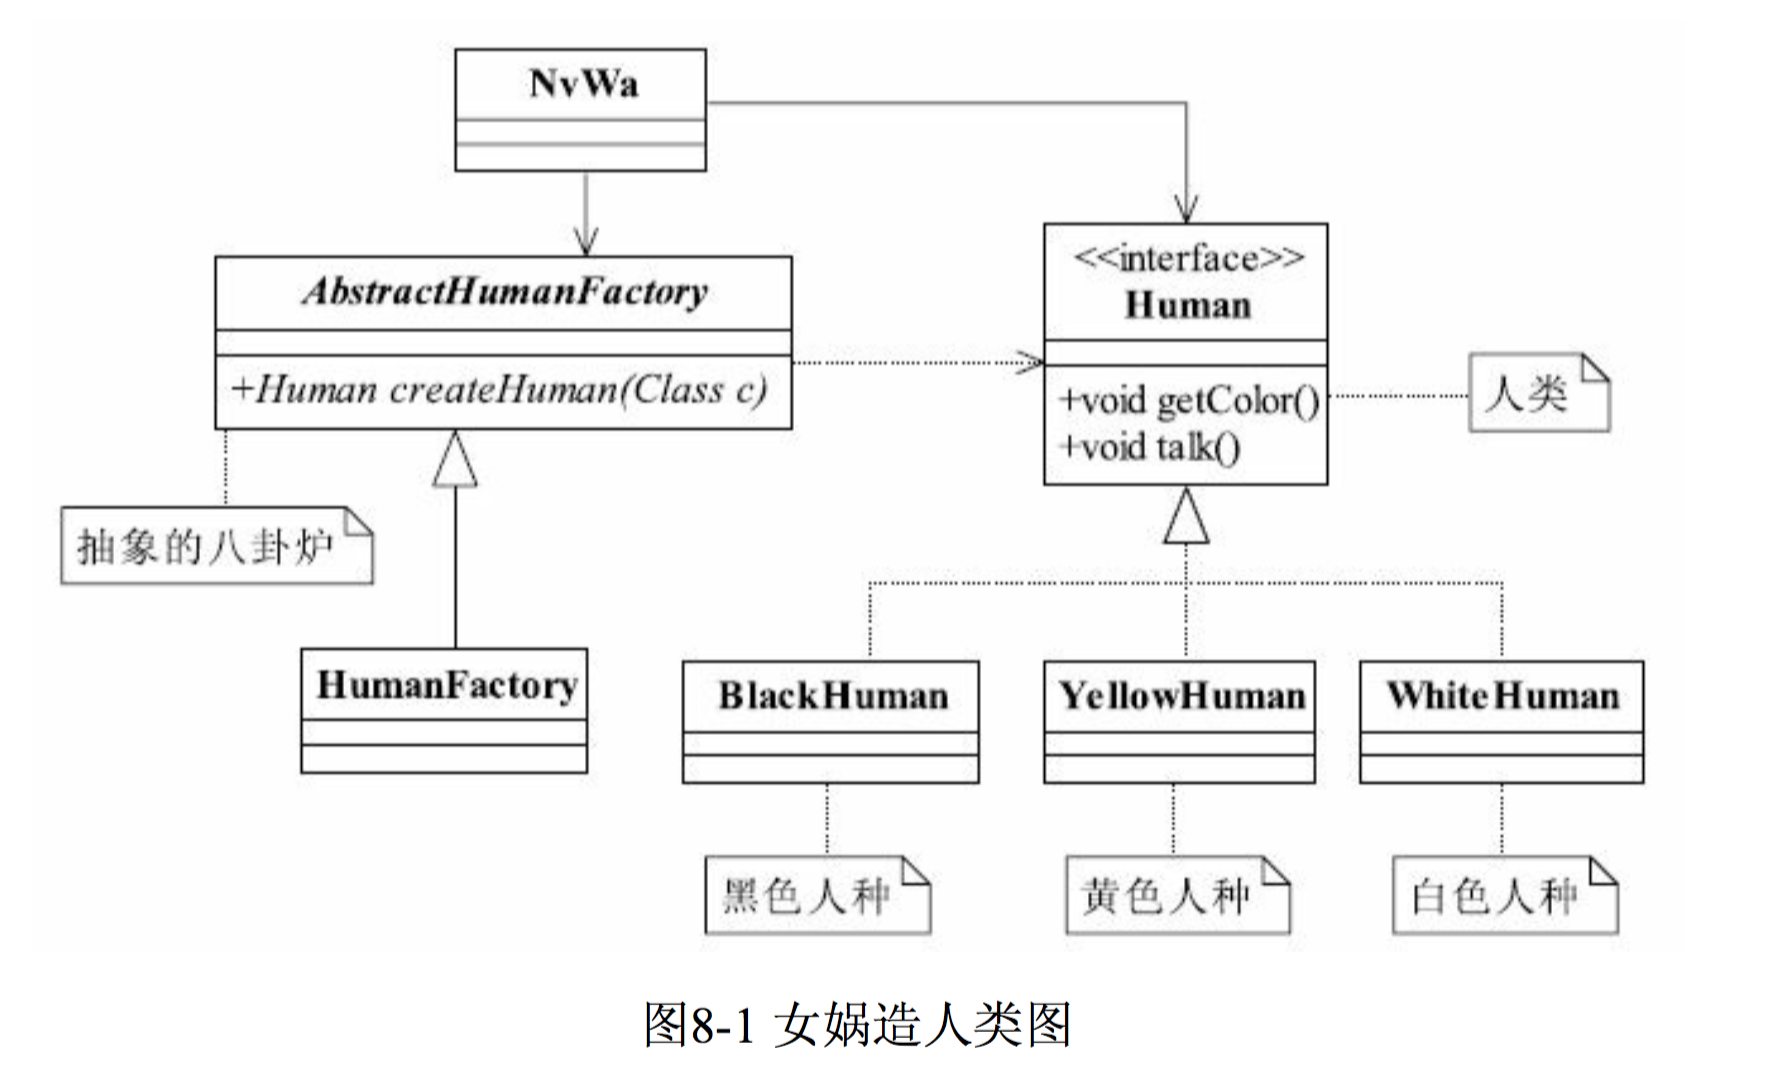 NvWa
AbstractHumanFactory
+Human createHuman(Class c)
<<interface>>
Human
+void getColor()
+void talk()
人类
抽象的八卦炉
HumanFactory
BlackHuman
YellowHuman
WhiteHuman
黑色人种
黄色人种
白色人种
图8-1 女娲造人类图